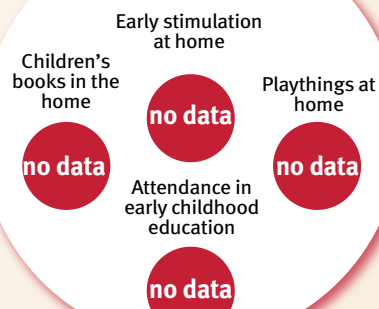 Early stimulation
at home
no data
Children's
books in the
home
no data
Playthings at
home
no data
Attendance in
early childhood
education
no data